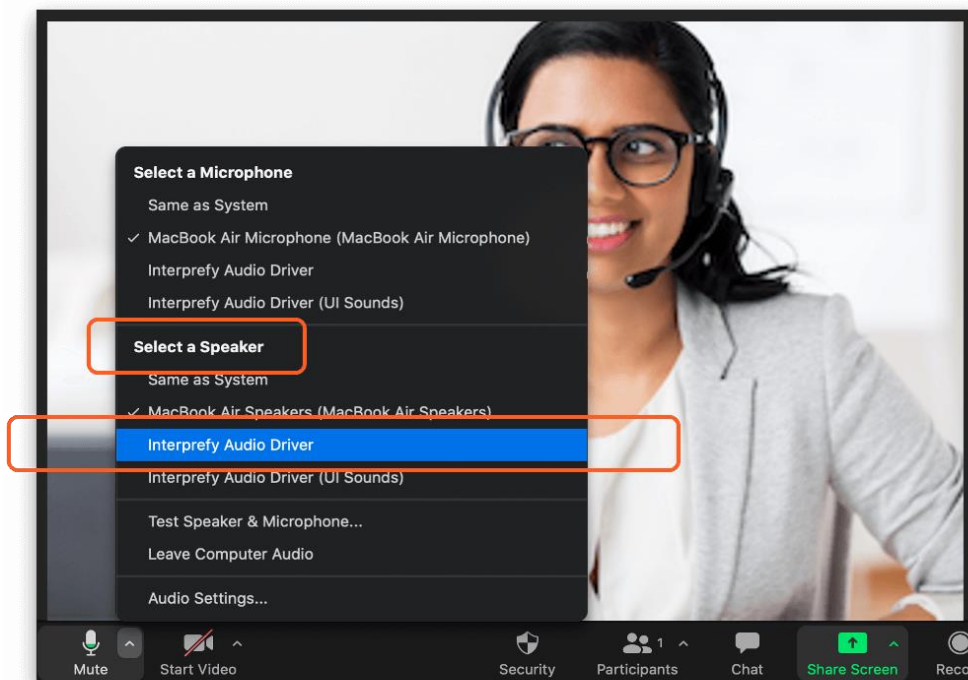 Select a Microphone
Same as System
MacBook Air Microphone (MacBook Air Microphone)
Interprefy Audio Driver
Interprefy Audio Driver (UI Sounds)
Select a Speaker
Same as System
MacBook Air Speakers (MacBook Air Speakers)
Interprefy Audio Driver
Interprefy Audio Driver (UI Sounds)
Test Speaker & Microphone...
Leave Computer Audio
Audio Settings...
Mute
Start Video
Security
1
Participants
Chat
Share Screen
Reco